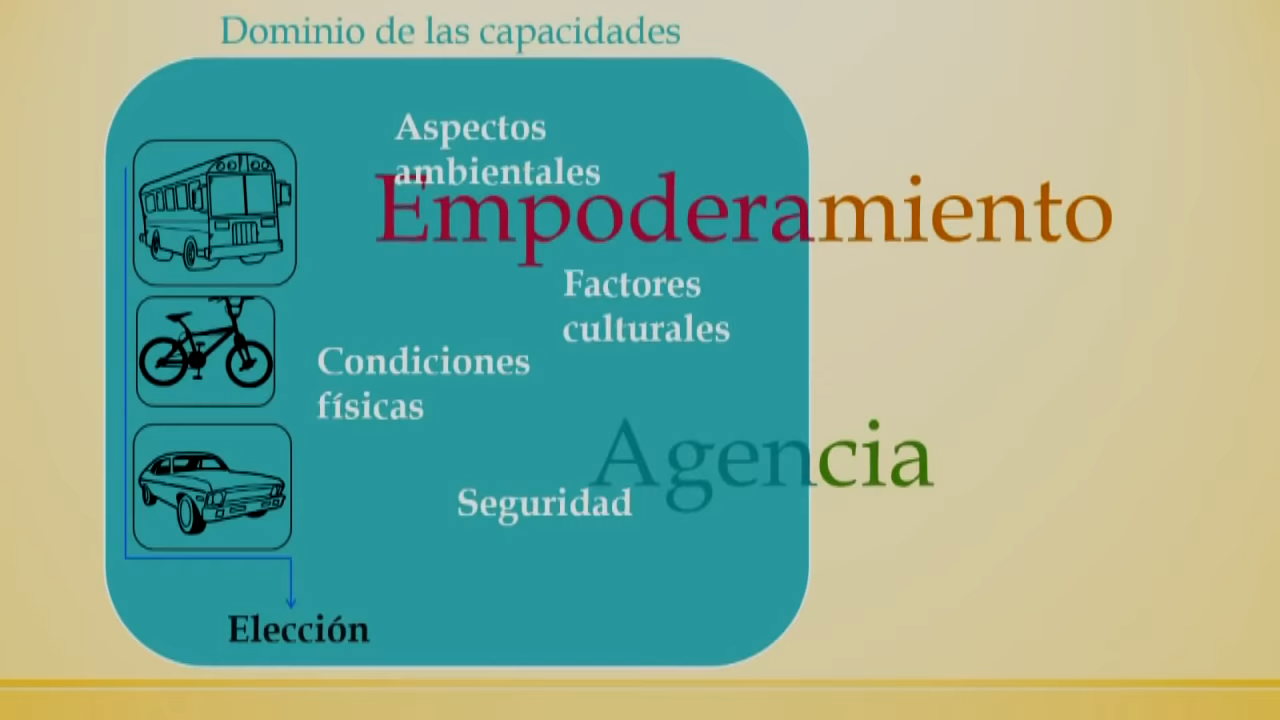 Dominio de las capacidades
Aspectos
ambientales
Empoderamiento
Factores
culturales
Condiciones
físicas
Agencia
Seguridad
Elección